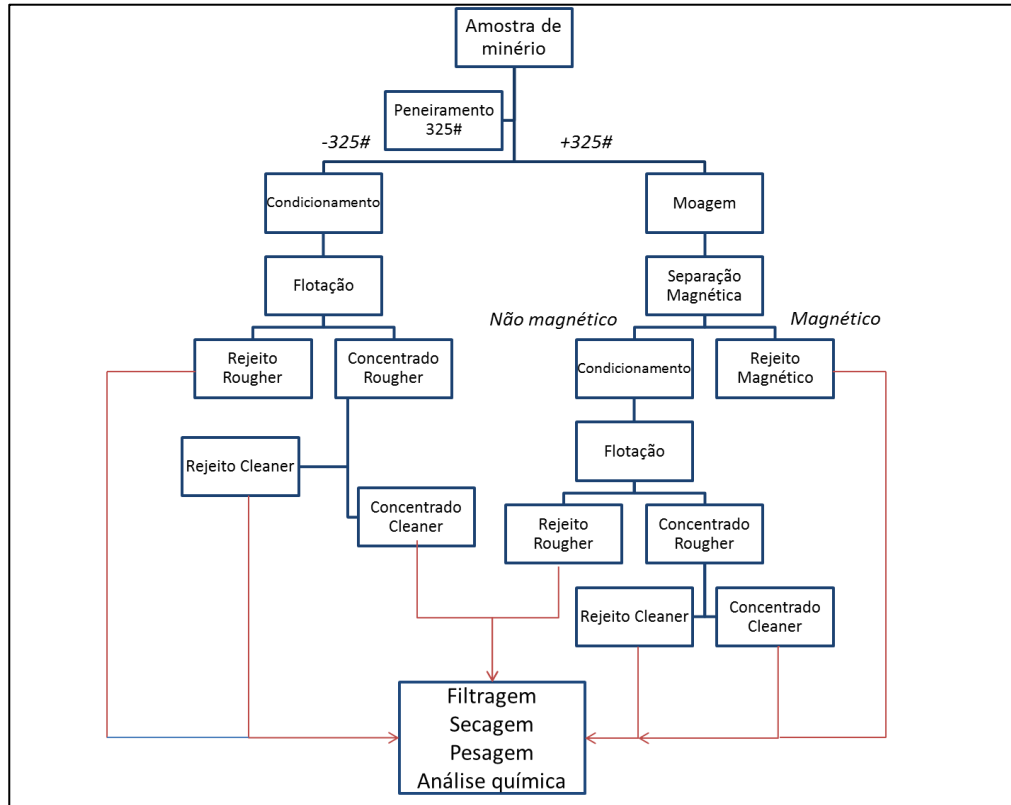 Amostra de
minério
Peneiramento
325#
-325#
+325#
Condicionamento
Moagem
Flotação
Separação
Magnética
Não magnético
Magnético
Rejeito
Rougher
Concentrado
Rougher
Condicionamento
Rejeito
Magnético
Rejeito Cleaner
Flotação
Concentrado
Cleaner
Rejeito
Rougher
Concentrado
Rougher
Rejeito Cleaner
Concentrado
Cleaner
Filtragem
Secagem
Pesagem
Análise química